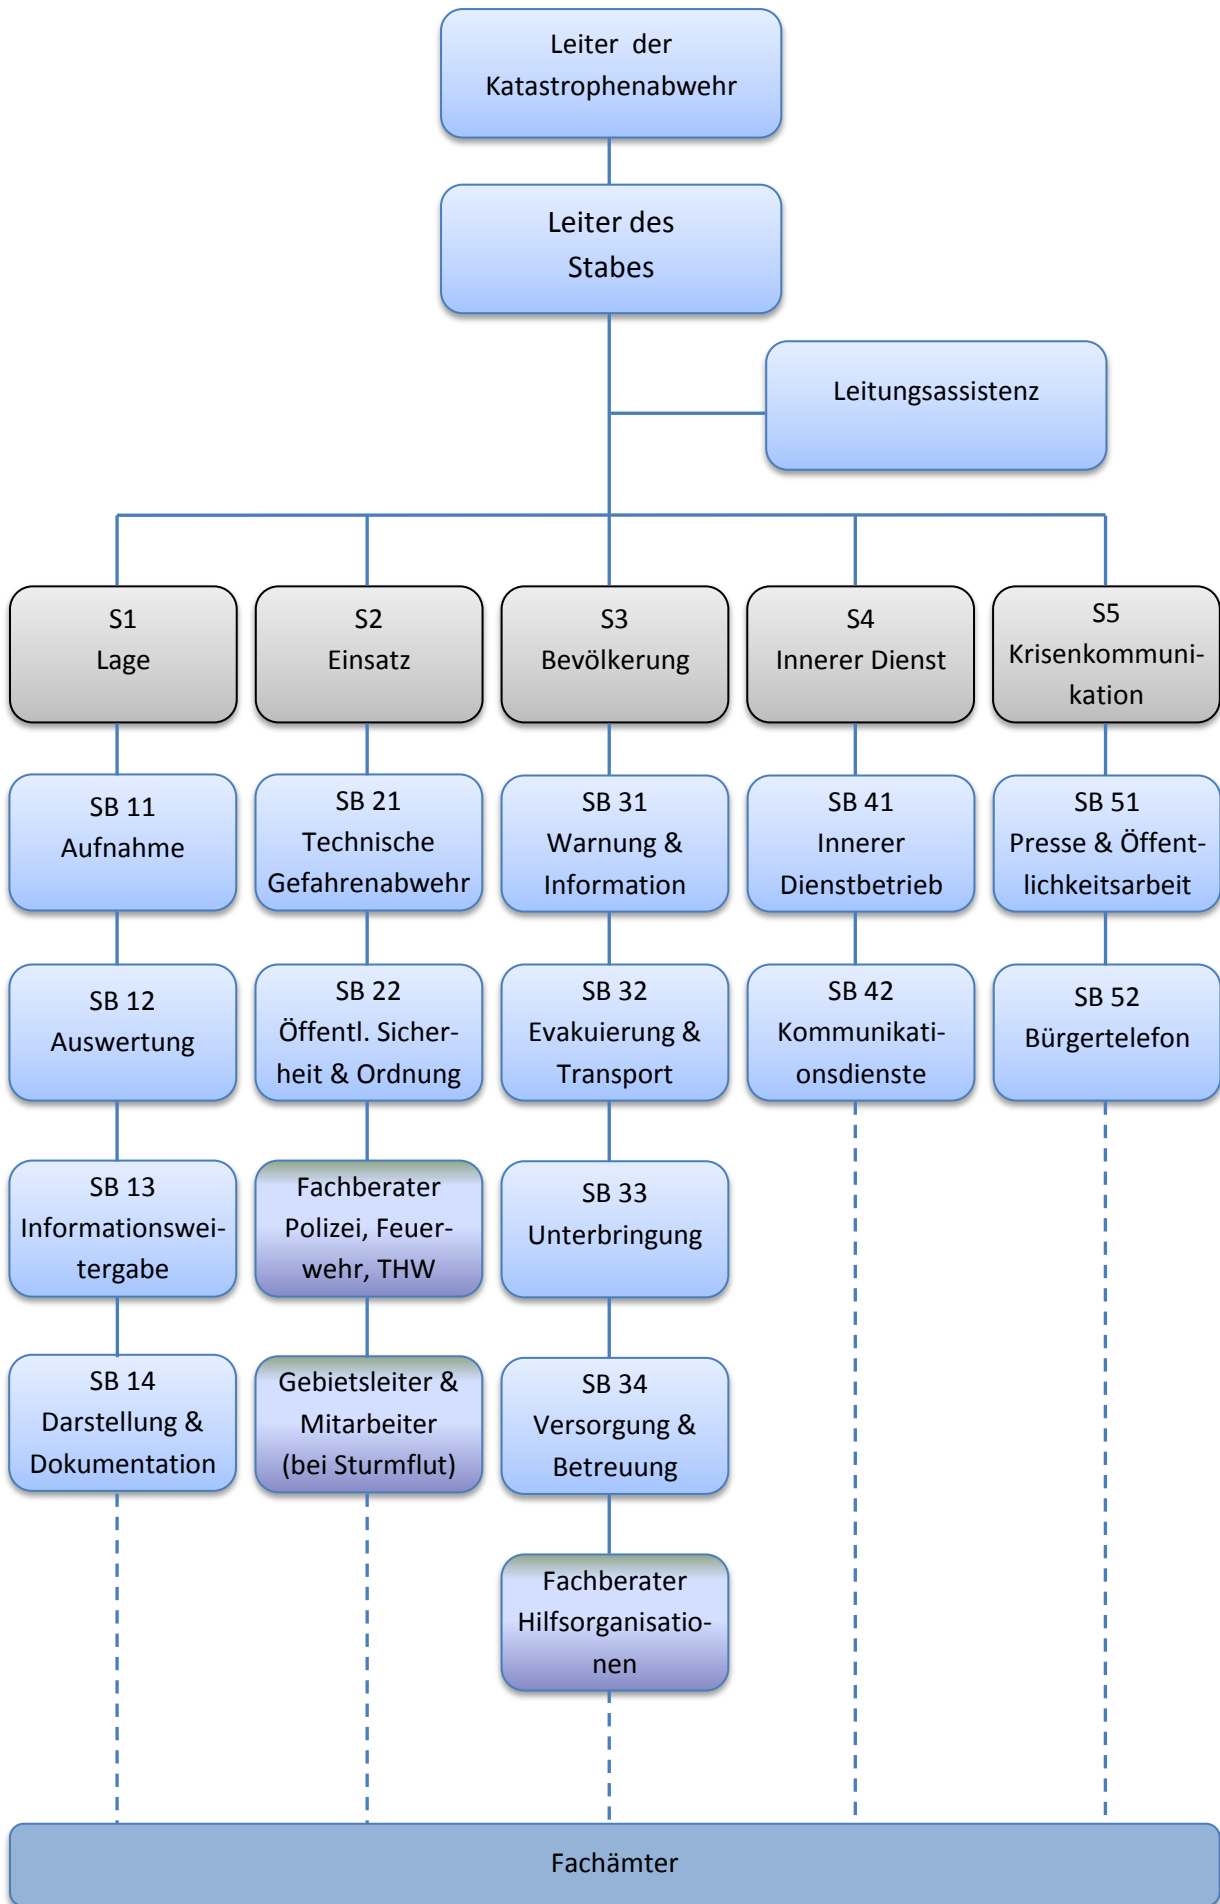 Leiter der
Katastrophenabwehr
Leiter des
Stabes
Leitungsassistenz
S1
Lage
S2
Einsatz
S3
Bevölkerung
S4
Innerer Dienst
S5
Krisenkommuni-
kation
SB 11
Aufnahme
SB 21
Technische
Gefahrenabwehr
SB 31
Warnung &
Information
SB 41
Innerer
Dienstbetrieb
SB 51
Presse & Öffent-
lichkeitsarbeit
SB 12
Auswertung
SB 22
Öffentl. Sicher-
heit & Ordnung
SB 32
Evakuierung &
Transport
SB 42
Kommunikati-
onsdienste
SB 52
Bürgertelefon
SB 13
Informationswei-
tergabe
Fachberater
Polizei, Feuer-
wehr, THW
SB 33
Unterbringung
SB 14
Darstellung &
Dokumentation
Gebietsleiter &
Mitarbeiter
(bei Sturmflut)
SB 34
Versorgung &
Betreuung
Fachberater
Hilfsorganisatio-
nen
Fachämter